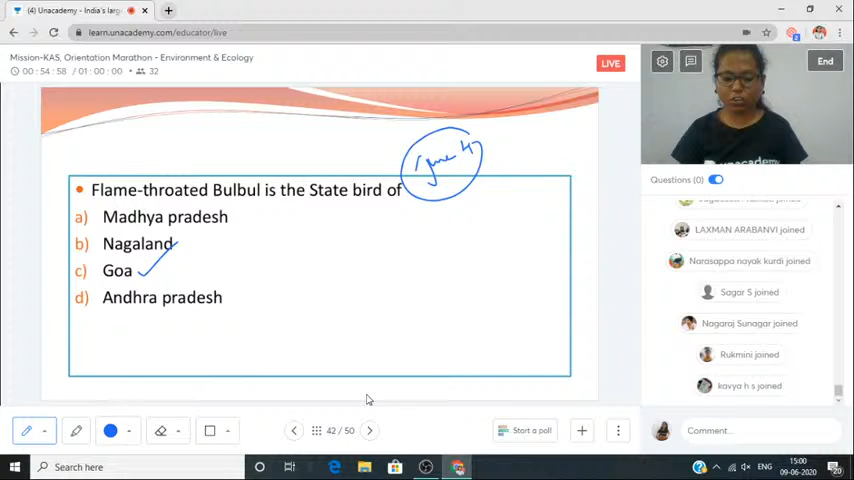 (4) Unacademy - India's larg
learn.unacademy.com/educator/live
Mission-KAS, Orientation Marathon - Environment & Ecology
00 : 54 : 58 / 01 : 00 : 00 • 32
LIVE
End
Flame-throated Bulbul is the State bird of
a) Madhya pradesh
b) Nagaland
c) Goa
d) Andhra pradesh
unacademy
Questions (0)
LAXMAN ARABANVI joined
Narasappa nayak kurdi joined
Sagar S joined
Nagaraj Sunagar joined
Rukmini joined
kavya h s joined
42 / 50
Start a poll
Comment...
Search here
ENG
15:00
09-06-2020
20